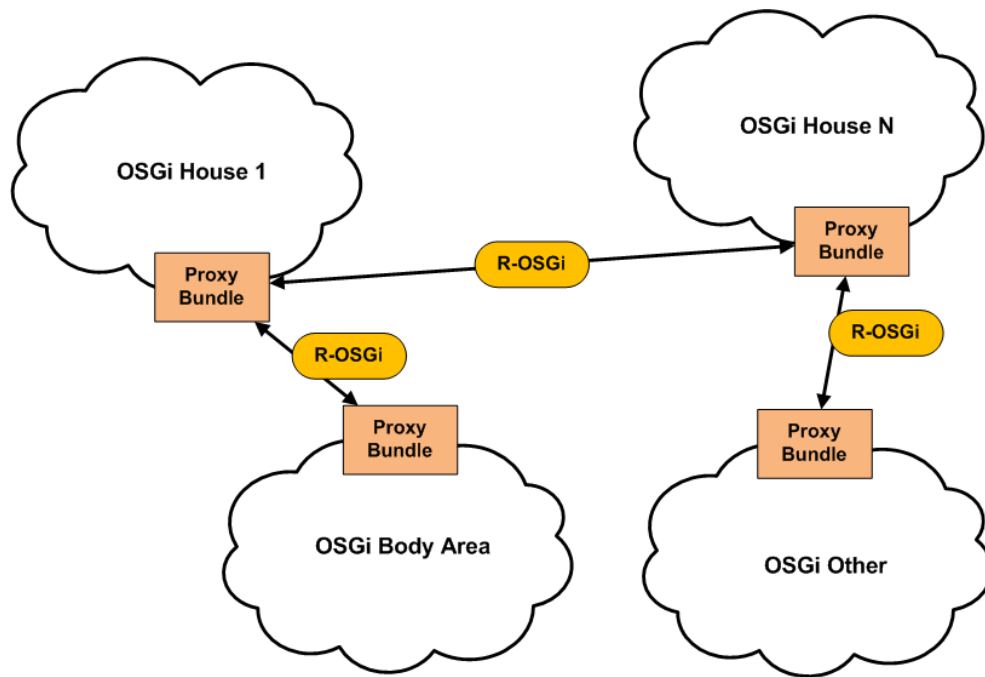 OSGi House N
OSGi House 1
Proxy
Bundle
R-OSGi
Proxy
Bundle
R-OSGi
R-OSGi
Proxy
Bundle
Proxy
Bundle
OSGi Body Area
OSGi Other